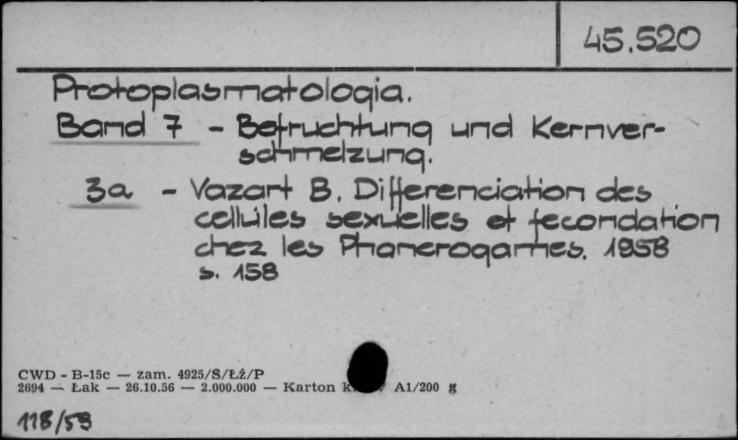 45.520
Protoplasmatologia.
Band 7 - Befruchtung und Kernver-
schmelzung.
3a - Vazart B. Differenciation des
cellules sexuelles et fecondation
chez les Phanerogames. 1958
s. 158
CWD - B-15c — zam. 4925/S/ŁŹ/P
2694 — Łak — 26.10.56 — 2.000.000 — Karton A1/200 g
118/59